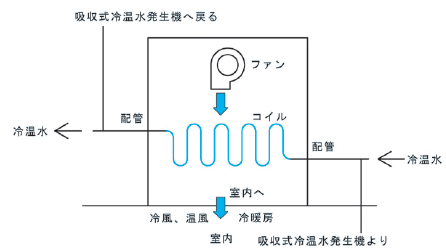 吸収式冷温水発生機へ戻る
ファン
配管
コイル
冷温水
配管
冷温水
室内へ
冷風、温風
冷暖房
室内
吸収式冷温水発生機より